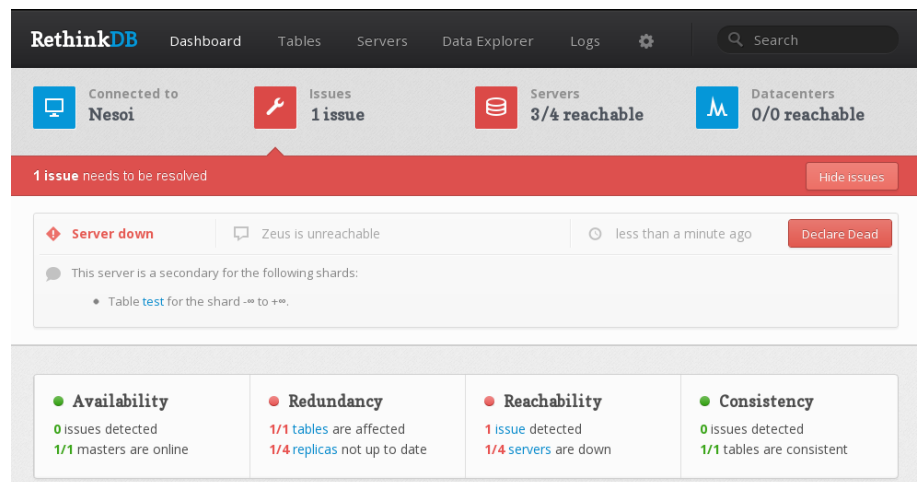 RethinkDB Dashboard Tables Servers Data Explorer Logs Search
Connected to Issues Servers Datacenters
Nesoi 1 issue 3/4 reachable 0/0 reachable
1 issue needs to be resolved Hide issues
Server down Zeus is unreachable less than a minute ago Declare Dead
This server is a secondary for the following shards:
• Table test for the shard -∞ to +∞.
Availability Redundancy Reachability Consistency
0 issues detected 1/1 tables are affected 1 issue detected 0 issues detected
1/1 masters are online 1/4 replicas not up to date 1/4 servers are down 1/1 tables are consistent